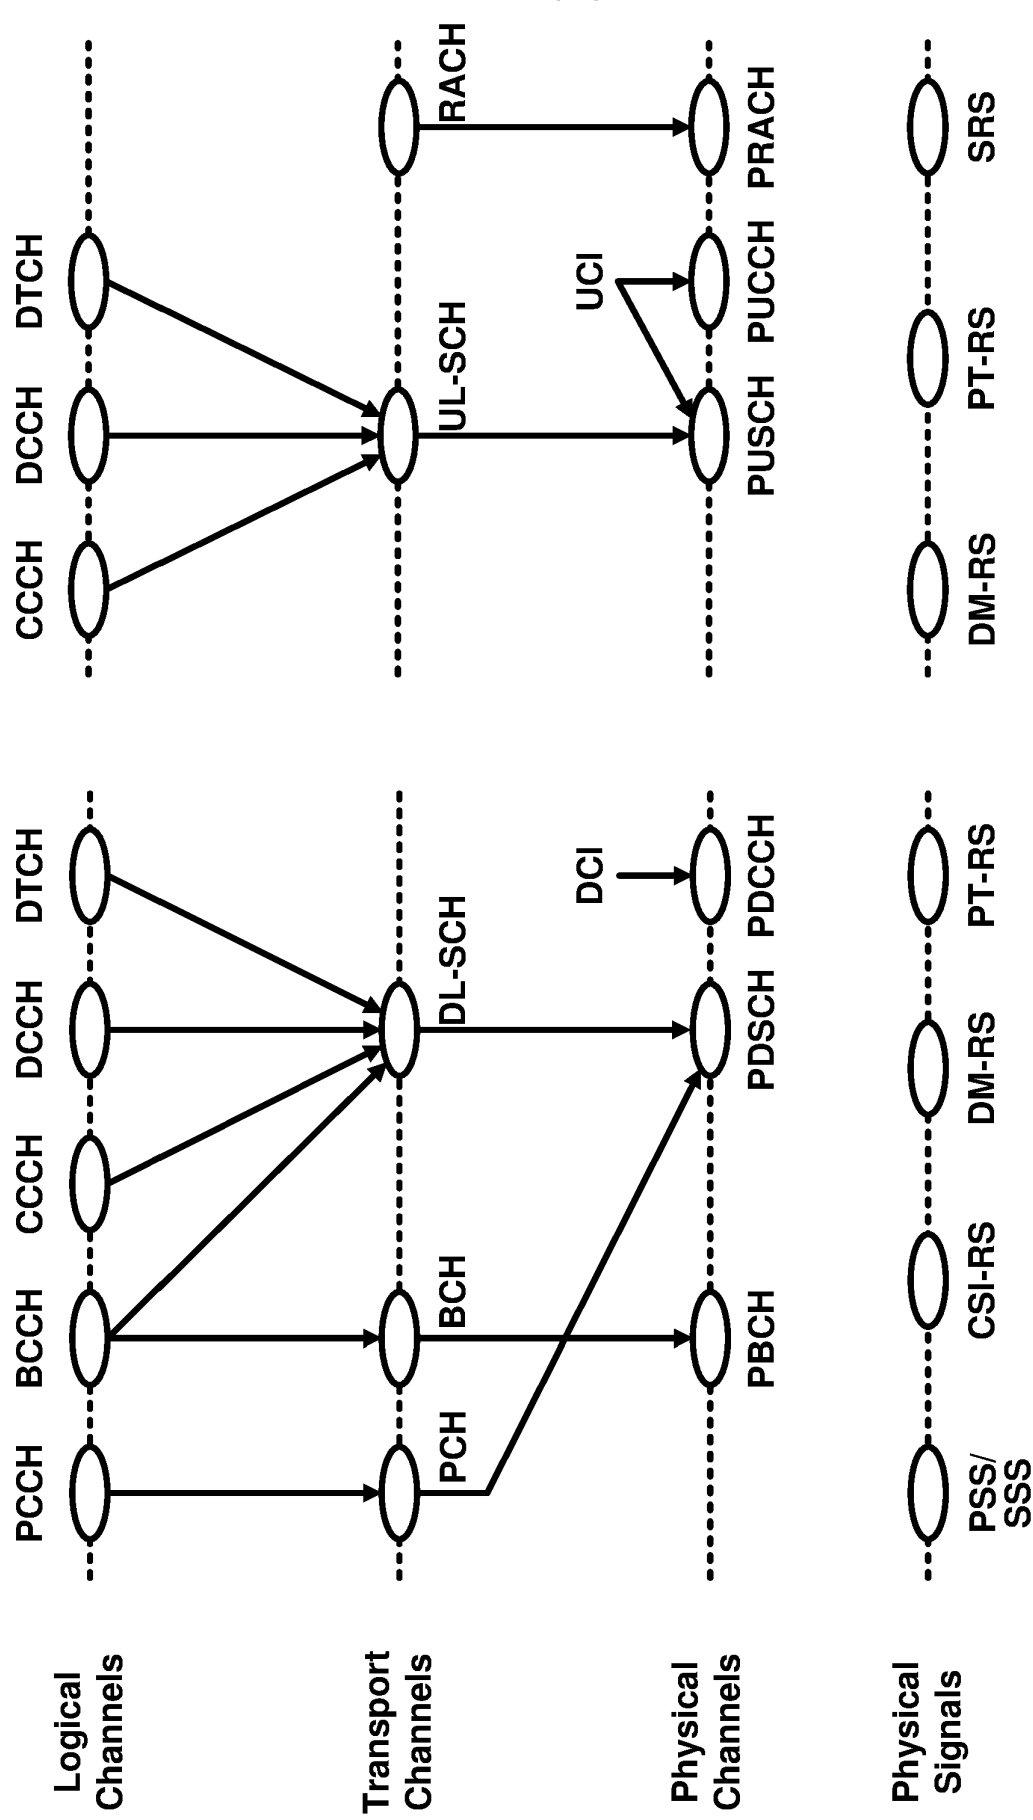 Logical
Channels
PCCH
BCCH
CCCH
DCCH
DTCH
CCCH
DCCH
DTCH
Transport
Channels
PCH
BCH
DL-SCH
UL-SCH
RACH
DCI
UCI
Physical
Channels
PBCH
PDSCH
PDCCH
PUSCH
PUCCH
PRACH
Physical
Signals
PSS/
SSS
CSI-RS
DM-RS
PT-RS
DM-RS
PT-RS
SRS